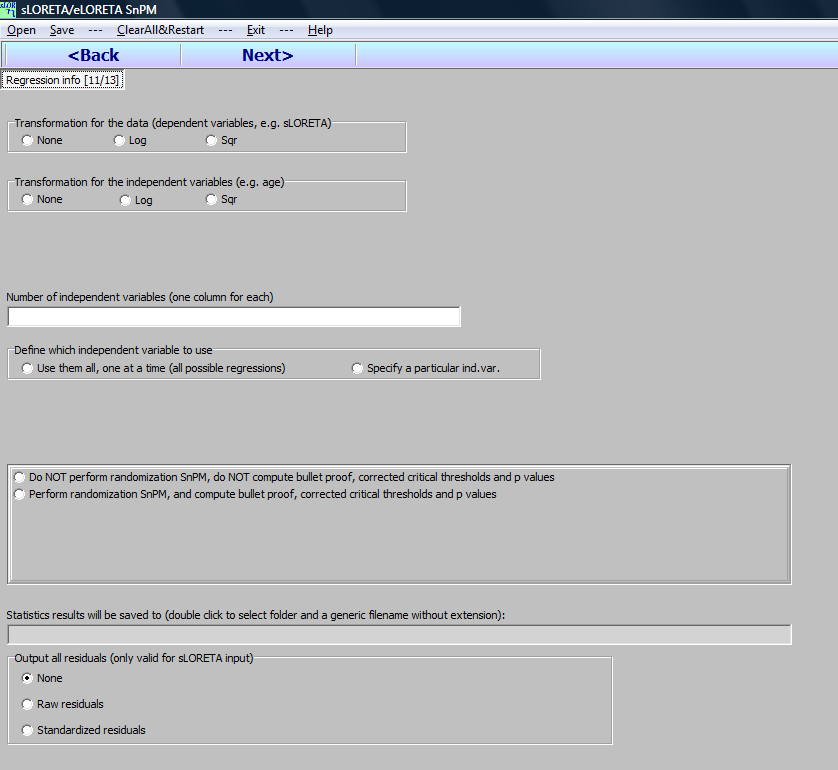 sLORETA/eLORETA SnPM
Open Save --- ClearAll&Restart --- Exit --- Help
<Back Next>
Regression info [11/13]
Transformation for the data (dependent variables, e.g. sLORETA)
None Log Sqr
Transformation for the independent variables (e.g. age)
None Log Sqr
Number of independent variables (one column for each)
Define which independent variable to use
Use them all, one at a time (all possible regressions) Specify a particular ind.var.
Do NOT perform randomization SnPM, do NOT compute bullet proof, corrected critical thresholds and p values
Perform randomization SnPM, and compute bullet proof, corrected critical thresholds and p values
Statistics results will be saved to (double click to select folder and a generic filename without extension):
Output all residuals (only valid for sLORETA input)
None
Raw residuals
Standardized residuals